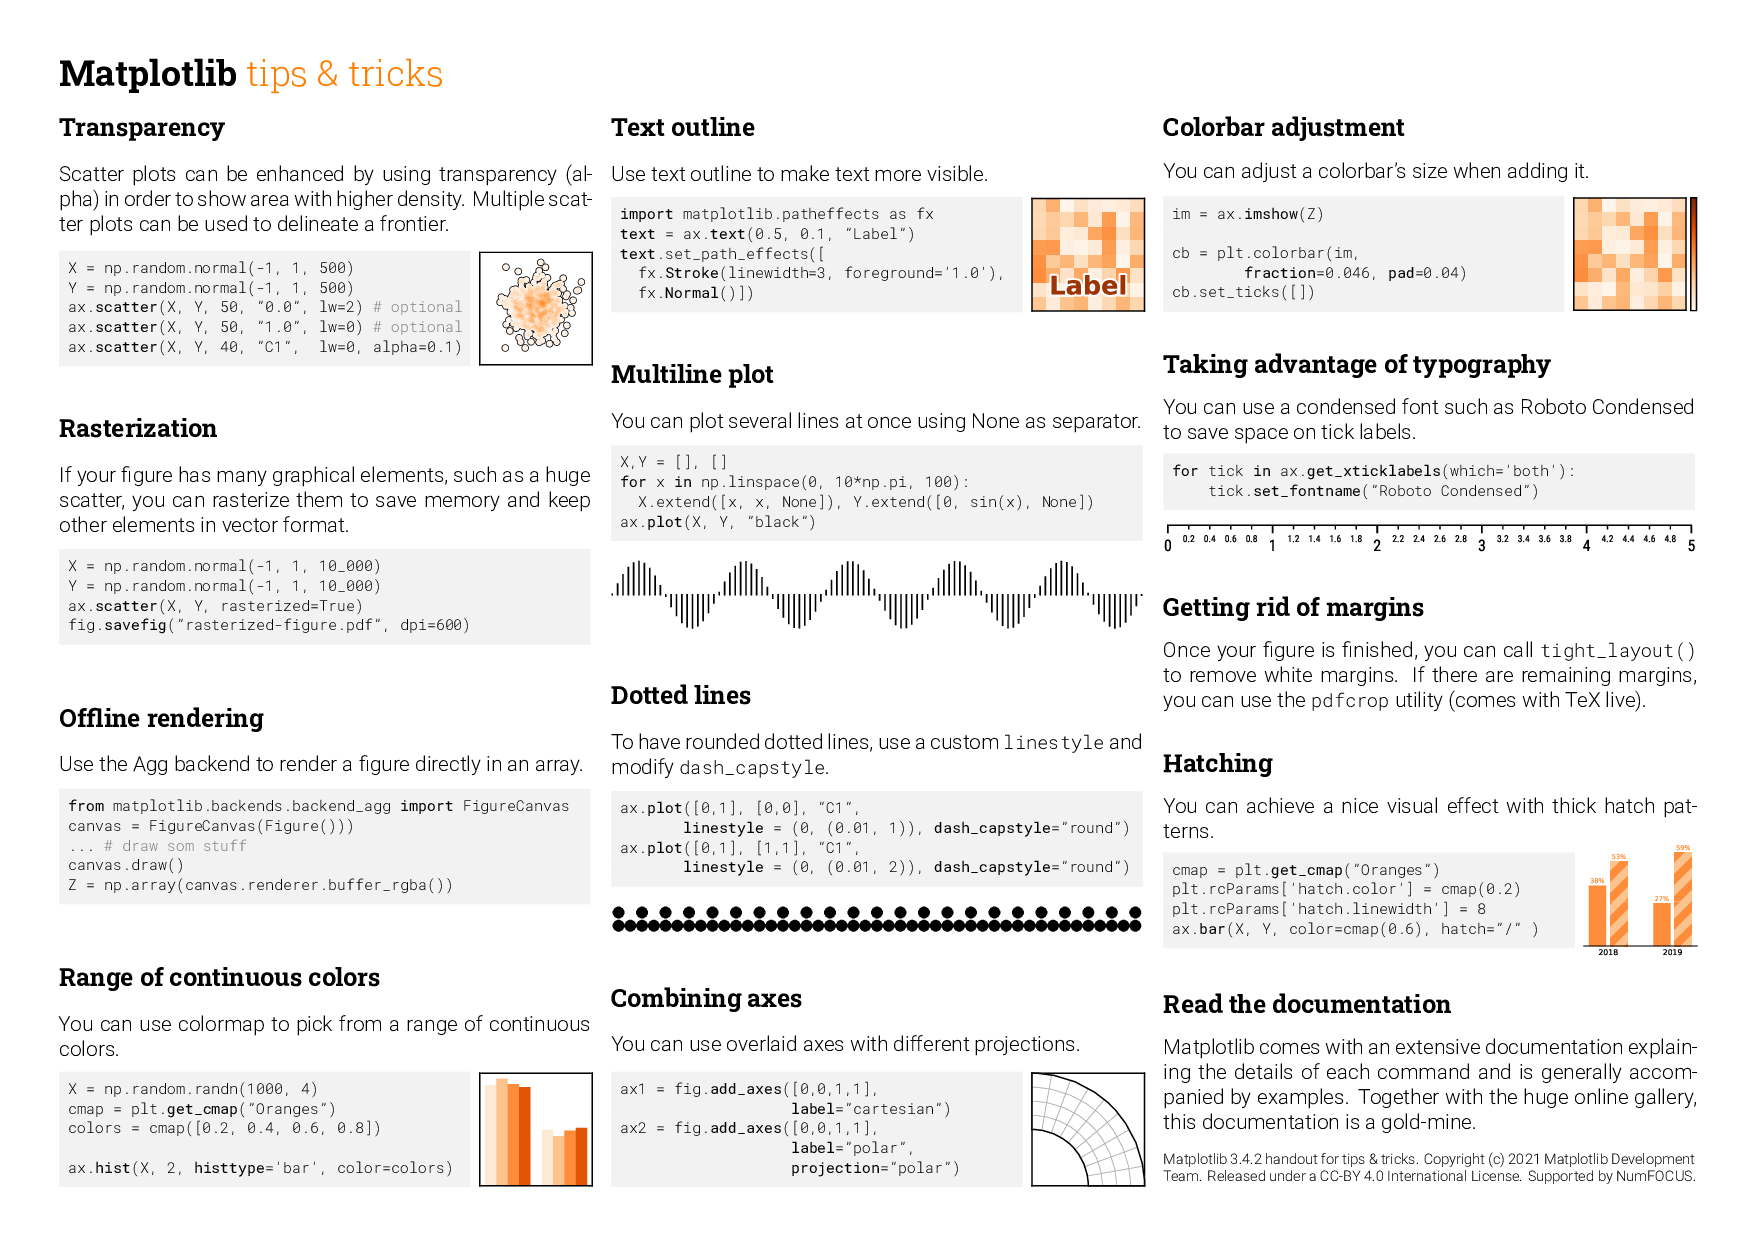 Matplotlib tips & tricks
Transparency
Scatter plots can be enhanced by using transparency (al-
pha) in order to show area with higher density. Multiple scat-
ter plots can be used to delineate a frontier.
X = np.random.normal(-1, 1, 500)
Y = np.random.normal(-1, 1, 500)
ax.scatter(X, Y, 50, "0.0", lw=2) # optional
ax.scatter(X, Y, 50, "1.0", lw=0) # optional
ax.scatter(X, Y, 40, "C1", lw=0, alpha=0.1)
Rasterization
If your figure has many graphical elements, such as a huge
scatter, you can rasterize them to save memory and keep
other elements in vector format.
X = np.random.normal(-1, 1, 10_000)
Y = np.random.normal(-1, 1, 10_000)
ax.scatter(X, Y, rasterized=True)
fig.savefig("rasterized-figure.pdf", dpi=600)
Offline rendering
Use the Agg backend to render a figure directly in an array.
from matplotlib.backends.backend_agg import FigureCanvas
canvas = FigureCanvas(Figure()))
... # draw som stuff
canvas.draw()
Z = np.array(canvas.renderer.buffer_rgba())
Range of continuous colors
You can use colormap to pick from a range of continuous
colors.
X = np.random.randn(1000, 4)
cmap = plt.get_cmap("Oranges")
colors = cmap([0.2, 0.4, 0.6, 0.8])
ax.hist(X, 2, histtype='bar', color=colors)
Text outline
Use text outline to make text more visible.
import matplotlib.patheffects as fx
text = ax.text(0.5, 0.1, "Label")
text.set_path_effects([
fx.Stroke(linewidth=3, foreground='1.0'),
fx.Normal()])
Label
Multiline plot
You can plot several lines at once using None as separator.
X,Y = [], []
for x in np.linspace(0, 10*np.pi, 100):
X.extend([x, x, None]), Y.extend([0, sin(x), None])
ax.plot(X, Y, "black")
Dotted lines
To have rounded dotted lines, use a custom linestyle and
modify dash_capstyle.
ax.plot([0,1], [0,0], "C1",
linestyle = (0, (0.01, 1)), dash_capstyle="round")
ax.plot([0,1], [1,1], "C1",
linestyle = (0, (0.01, 2)), dash_capstyle="round")
Combining axes
You can use overlaid axes with different projections.
ax1 = fig.add_axes([0,0,1,1],
label="cartesian")
ax2 = fig.add_axes([0,0,1,1],
label="polar",
projection="polar")
Colorbar adjustment
You can adjust a colorbar's size when adding it.
im = ax.imshow(Z)
cb = plt.colorbar(im,
fraction=0.046, pad=0.04)
cb.set_ticks([])
Taking advantage of typography
You can use a condensed font such as Roboto Condensed
to save space on tick labels.
for tick in ax.get_xticklabels(which='both'):
tick.set_fontname("Roboto Condensed")
0 0.2 0.4 0.6 0.8 1 1.2 1.4 1.6 1.8 2 2.2 2.4 2.6 2.8 3 3.2 3.4 3.6 3.8 4 4.2 4.4 4.6 4.8 5
Getting rid of margins
Once your figure is finished, you can call tight_layout()
to remove white margins. If there are remaining margins,
you can use the pdfcrop utility (comes with TeX live).
Hatching
You can achieve a nice visual effect with thick hatch pat-
terns.
cmap = plt.get_cmap("Oranges")
plt.rcParams['hatch.color'] = cmap(0.2)
plt.rcParams['hatch.linewidth'] = 8
ax.bar(X, Y, color=cmap(0.6), hatch="/" )
38% 53% 27% 59%
2018 2019
Read the documentation
Matplotlib comes with an extensive documentation explain-
ing the details of each command and is generally accom-
panied by examples. Together with the huge online gallery,
this documentation is a gold-mine.
Matplotlib 3.4.2 handout for tips & tricks. Copyright (c) 2021 Matplotlib Development
Team. Released under a CC-BY 4.0 International License. Supported by NumFOCUS.